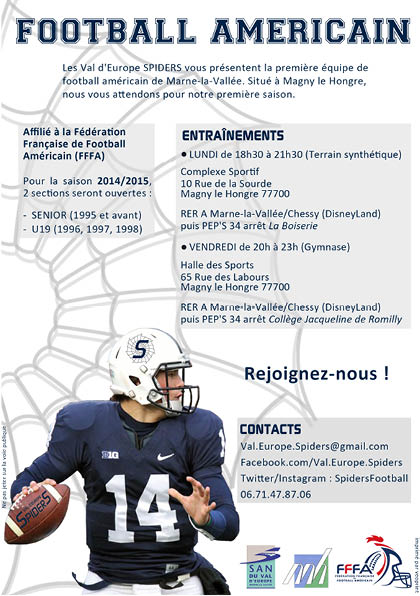 FOOTBALL AMERICAIN
Les Val d'Europe SPIDERS vous présentent la première équipe de
football américain de Marne-la-Vallée. Situé à Magny le Hongre,
nous vous attendons pour notre première saison.
Affilié à la Fédération
Française de Football
Américain (FFFA)
Pour la saison 2014/2015,
2 sections seront ouvertes :
- SENIOR (1995 et avant)
- U19 (1996, 1997, 1998)
ENTRAÎNEMENTS
● LUNDI de 18h30 à 21h30 (Terrain synthétique)
Complexe Sportif
10 Rue de la Sourde
Magny le Hongre 77700
RER A Marne-la-Vallée/Chessy (DisneyLand)
puis PEP'S 34 arrêt La Boiserie
● VENDREDI de 20h à 23h (Gymnase)
Halle des Sports
65 Rue des Labours
Magny le Hongre 77700
RER A Marne-la-Vallée/Chessy (DisneyLand)
puis PEP'S 34 arrêt Collège Jacqueline de Romilly
Rejoignez-nous !
CONTACTS
Val.Europe.Spiders@gmail.com
Facebook.com/Val.Europe.Spiders
Twitter/Instagram : SpidersFootball
06.71.47.87.06
S
B1G
14
SPIDERS
Ne pas jeter sur la voie publique
SAN
DU VAL
D'EUROPE
FFFA
FÉDÉRATION FRANÇAISE
FOOTBALL AMÉRICAIN